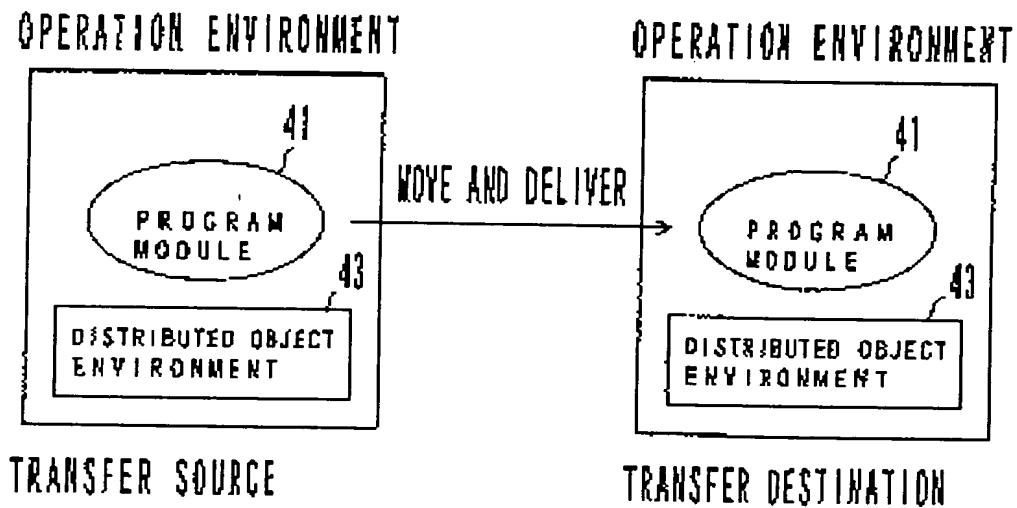 OPERATION ENVIRONMENT
41
PROGRAM
MODULE
43
DISTRIBUTED OBJECT
ENVIRONMENT
TRANSFER SOURCE
MOVE AND DELIVER
OPERATION ENVIRONMENT
41
PROGRAM
MODULE
43
DISTRIBUTED OBJECT
ENVIRONMENT
TRANSFER DESTINATION